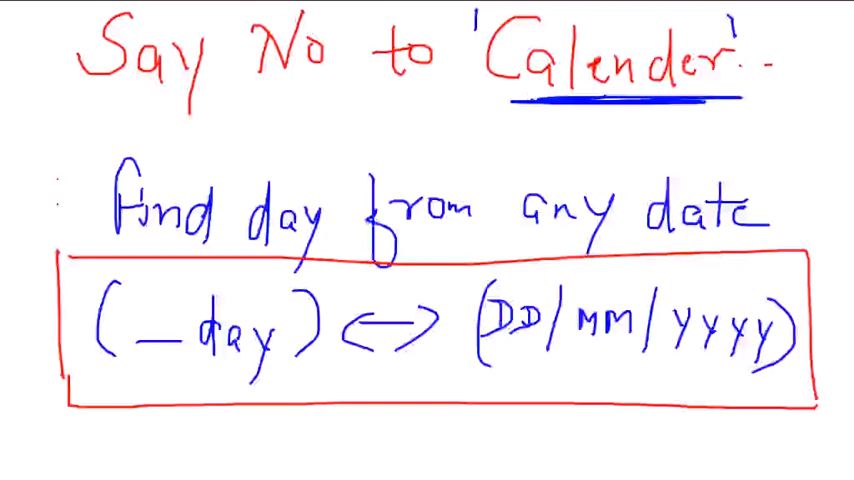 Say No to 'Calender'..
find day from any date
(_day) <-> (DD/MM/YYYY)